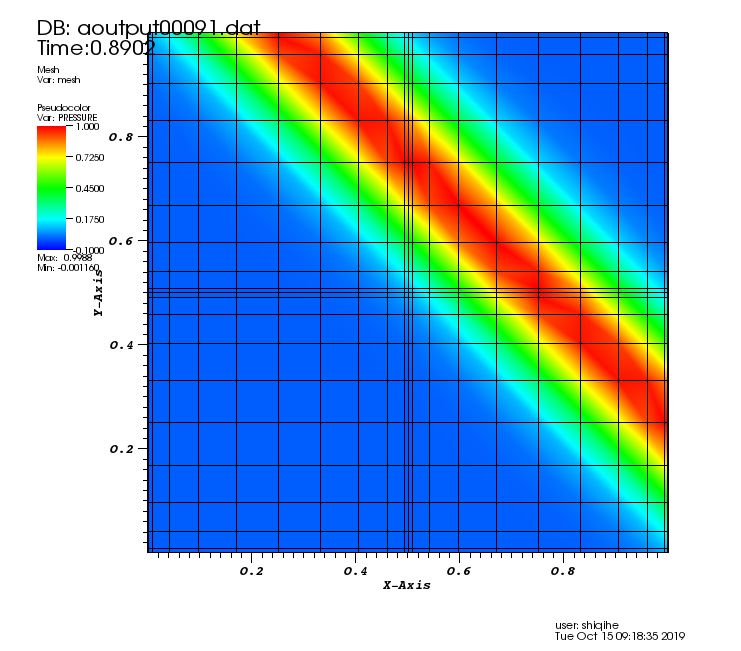 DB: aoutput00091.dat
Time:0.8902
Mesh
Var: mesh
Pseudocolor
Var: PRESSURE
1.000
0.7250
0.4500
0.1750
-0.1000
Max: 0.9988
Min: -0.001160
Y-Axis
0.8
0.6
0.4
0.2
0.2 0.4 0.6 0.8
X-Axis
user: shiqihe
Tue Oct 15 09:18:35 2019